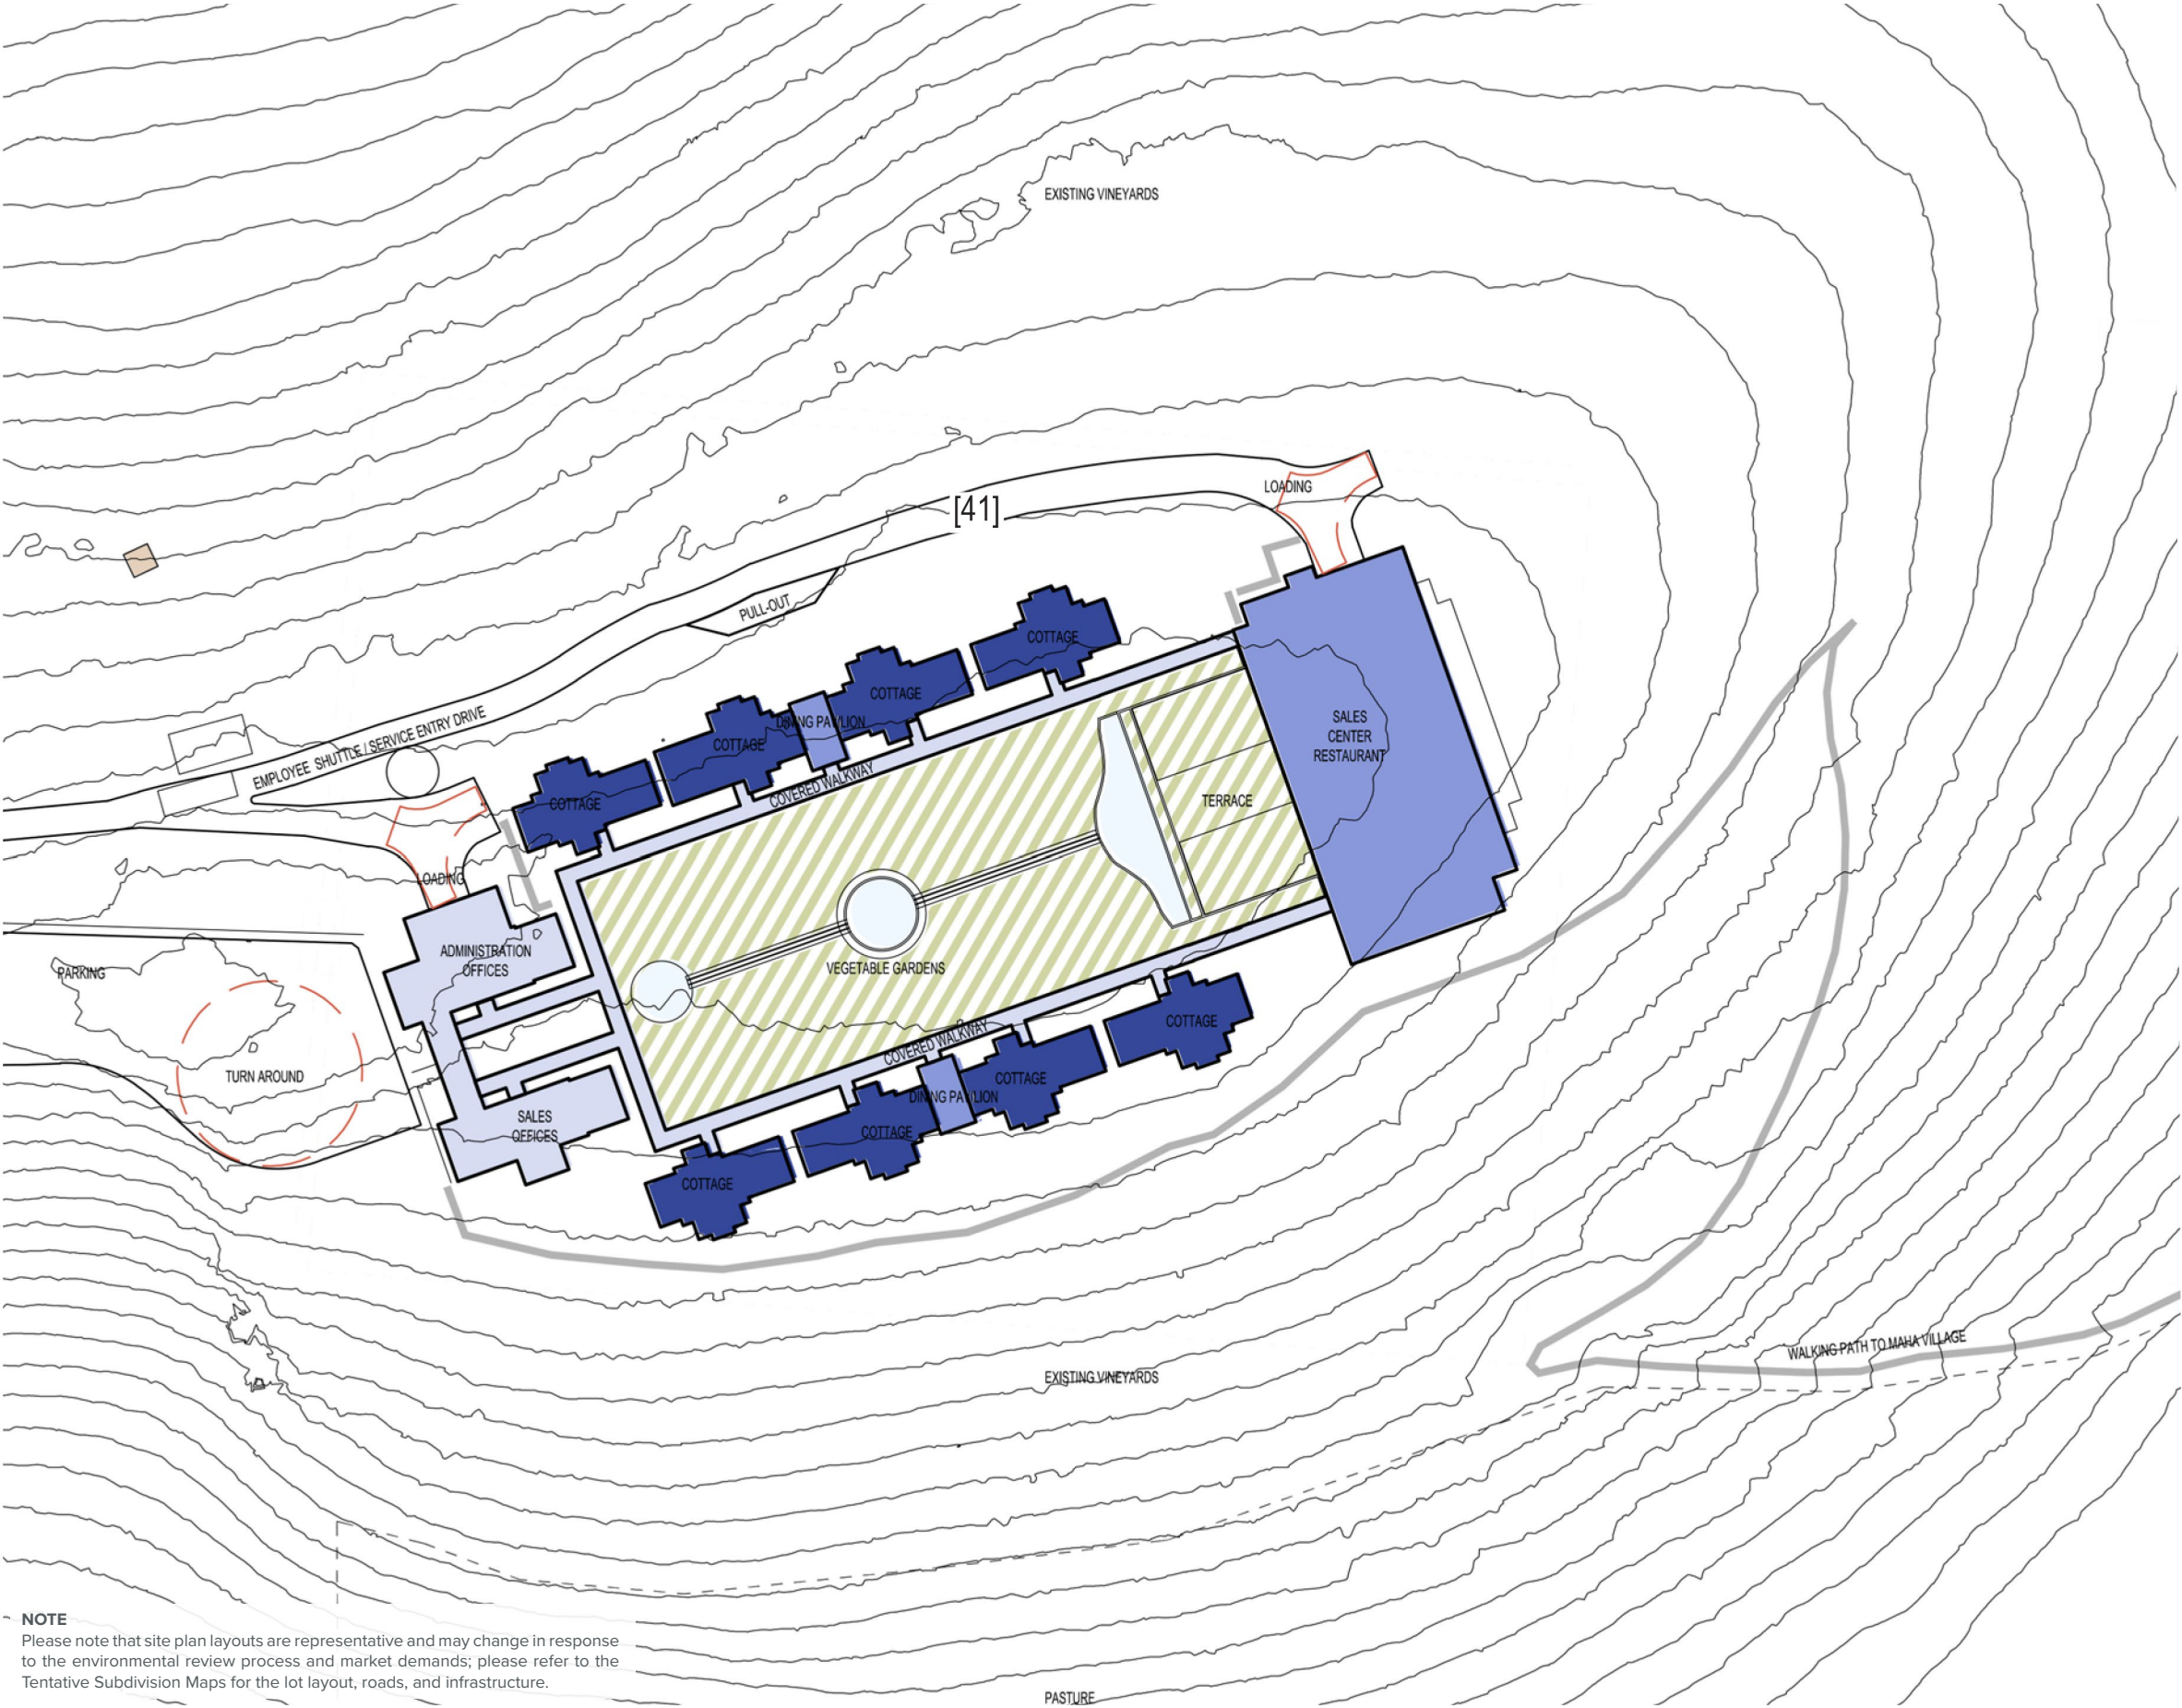 EXISTING VINEYARDS
LOADING
[41]
PULL-OUT
COTTAGE
COTTAGE
DINING PAVILION
COTTAGE
COTTAGE
EMPLOYEE SHUTTLE / SERVICE ENTRY DRIVE
COVERED WALKWAY
SALES
CENTER
RESTAURANT
TERRACE
LOADING
ADMINISTRATION
OFFICES
PARKING
VEGETABLE GARDENS
TURN AROUND
COVERED WALKWAY
COTTAGE
COTTAGE
DINING PAVILION
SALES
OFFICES
COTTAGE
COTTAGE
WALKING PATH TO MAHA VILLAGE
EXISTING VINEYARDS
NOTE
Please note that site plan layouts are representative and may change in response
to the environmental review process and market demands; please refer to the
Tentative Subdivision Maps for the lot layout, roads, and infrastructure.
PASTURE